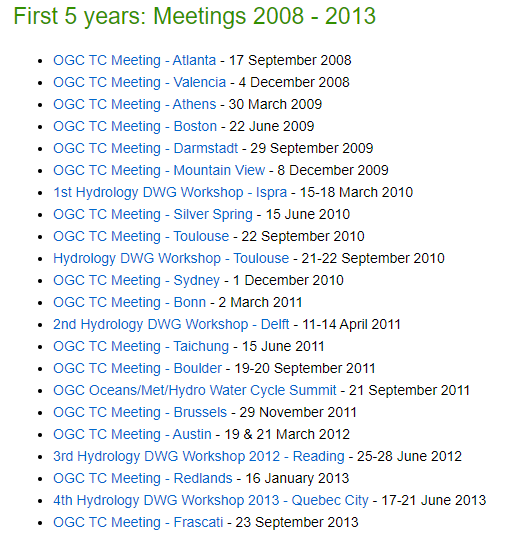 First 5 years: Meetings 2008 - 2013
OGC TC Meeting - Atlanta - 17 September 2008
OGC TC Meeting - Valencia - 4 December 2008
OGC TC Meeting - Athens - 30 March 2009
OGC TC Meeting - Boston - 22 June 2009
OGC TC Meeting - Darmstadt - 29 September 2009
OGC TC Meeting - Mountain View - 8 December 2009
1st Hydrology DWG Workshop - Ispra - 15-18 March 2010
OGC TC Meeting - Silver Spring - 15 June 2010
OGC TC Meeting - Toulouse - 22 September 2010
Hydrology DWG Workshop - Toulouse - 21-22 September 2010
OGC TC Meeting - Sydney - 1 December 2010
OGC TC Meeting - Bonn - 2 March 2011
2nd Hydrology DWG Workshop - Delft - 11-14 April 2011
OGC TC Meeting - Taichung - 15 June 2011
OGC TC Meeting - Boulder - 19-20 September 2011
OGC Oceans/Met/Hydro Water Cycle Summit - 21 September 2011
OGC TC Meeting - Brussels - 29 November 2011
OGC TC Meeting - Austin - 19 & 21 March 2012
3rd Hydrology DWG Workshop 2012 - Reading - 25-28 June 2012
OGC TC Meeting - Redlands - 16 January 2013
4th Hydrology DWG Workshop 2013 - Quebec City - 17-21 June 2013
OGC TC Meeting - Frascati - 23 September 2013